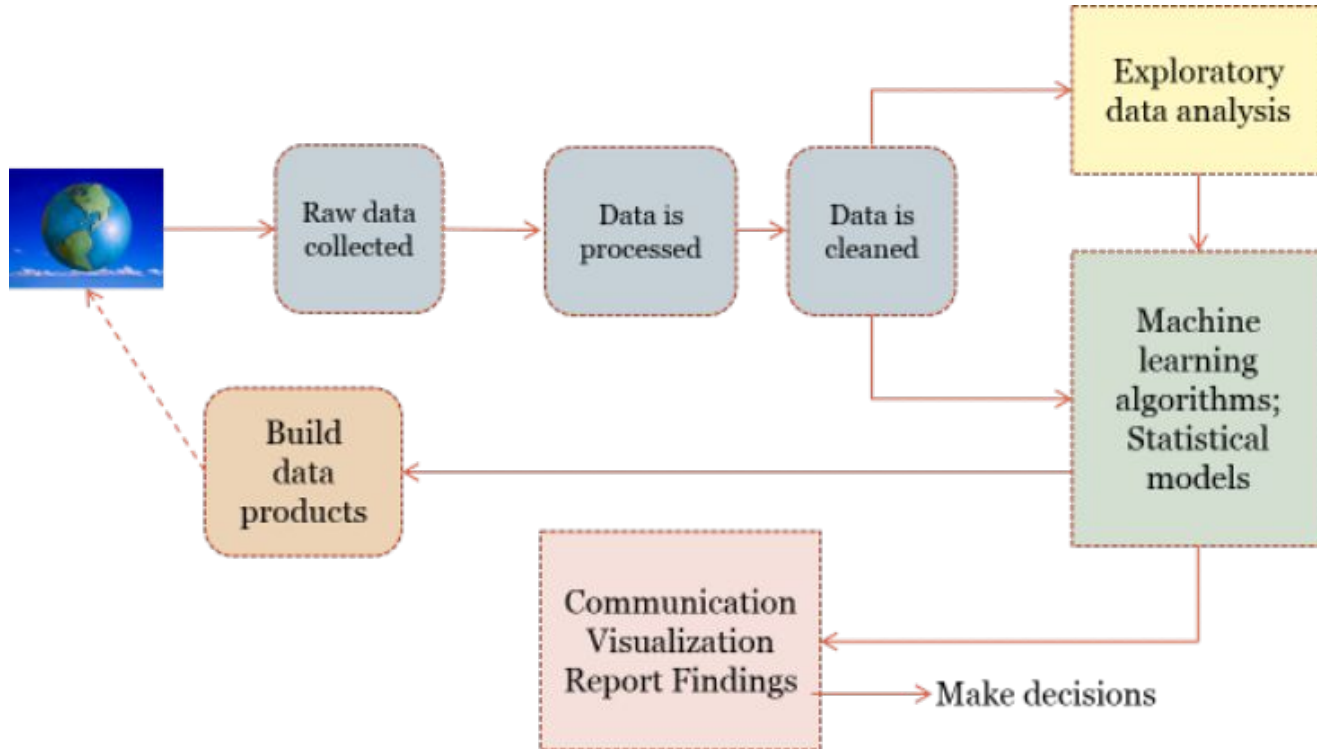 Exploratory
data analysis
Raw data
collected
Data is
processed
Data is
cleaned
Machine
learning
algorithms;
Statistical
models
Build
data
products
Communication
Visualization
Report Findings
Make decisions